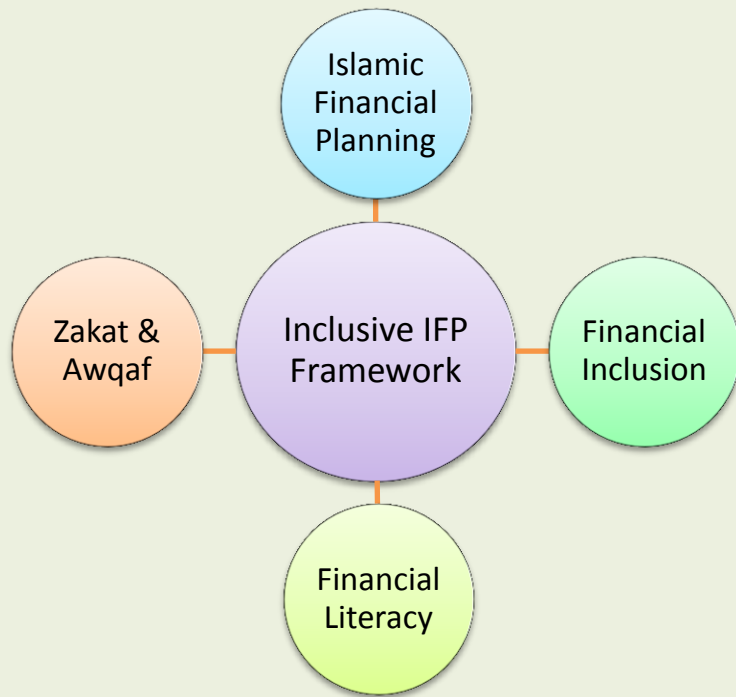 Islamic
Financial
Planning
Zakat &
Awqaf
Inclusive IFP
Framework
Financial
Inclusion
Financial
Literacy